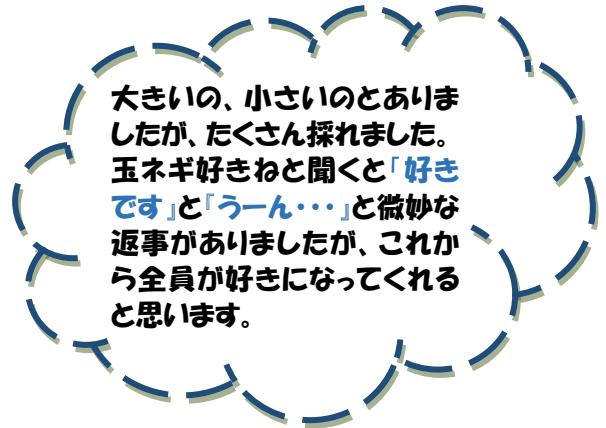 大きいの、小さいのとありま
したが、たくさん採れました。
玉ネギ好きねと聞くと「好き
です」と『うーん・・・』と微妙な
返事がありましたが、これか
ら全員が好きになってくれる
と思います。